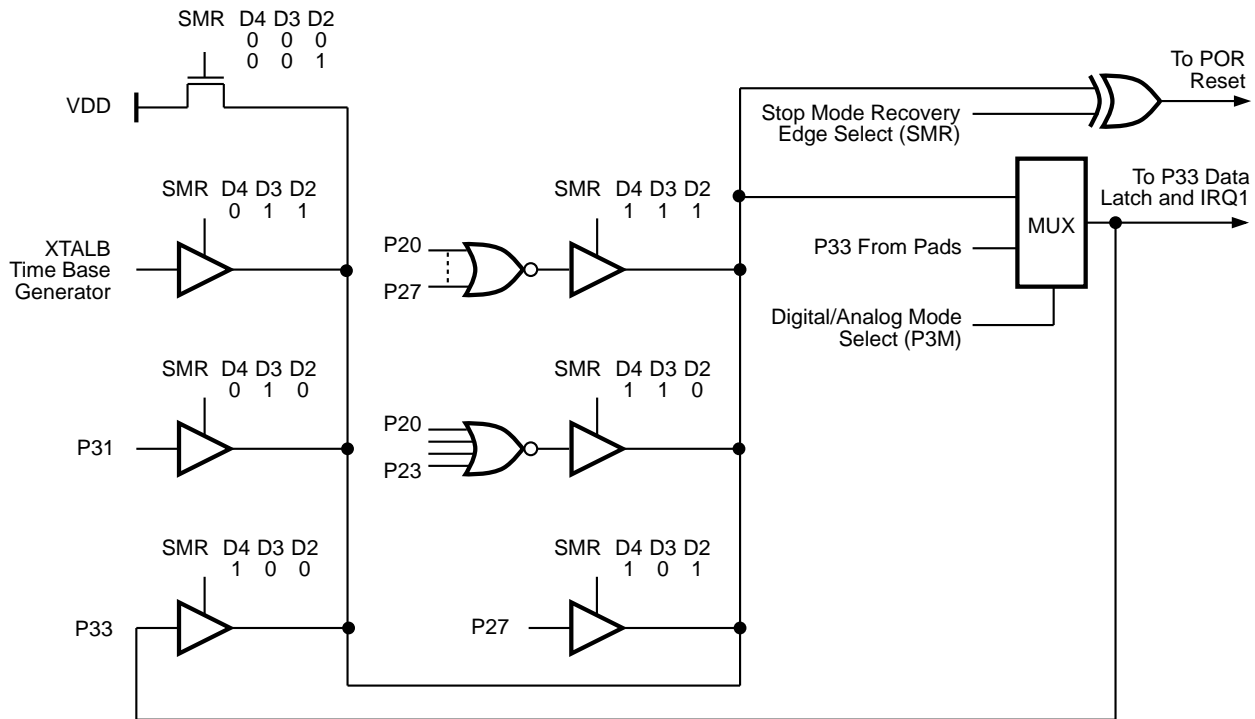 SMR D4 D3 D2
0 0 0
0 0 1
VDD
To POR
Reset
Stop Mode Recovery
Edge Select (SMR)
SMR D4 D3 D2
0 1 1
XTALB
Time Base
Generator
SMR D4 D3 D2
1 1 1
P20
P27
To P33 Data
Latch and IRQ1
MUX
P33 From Pads
Digital/Analog Mode
Select (P3M)
SMR D4 D3 D2
0 1 0
P31
SMR D4 D3 D2
1 1 0
P20
P23
SMR D4 D3 D2
1 0 0
P33
SMR D4 D3 D2
1 0 1
P27